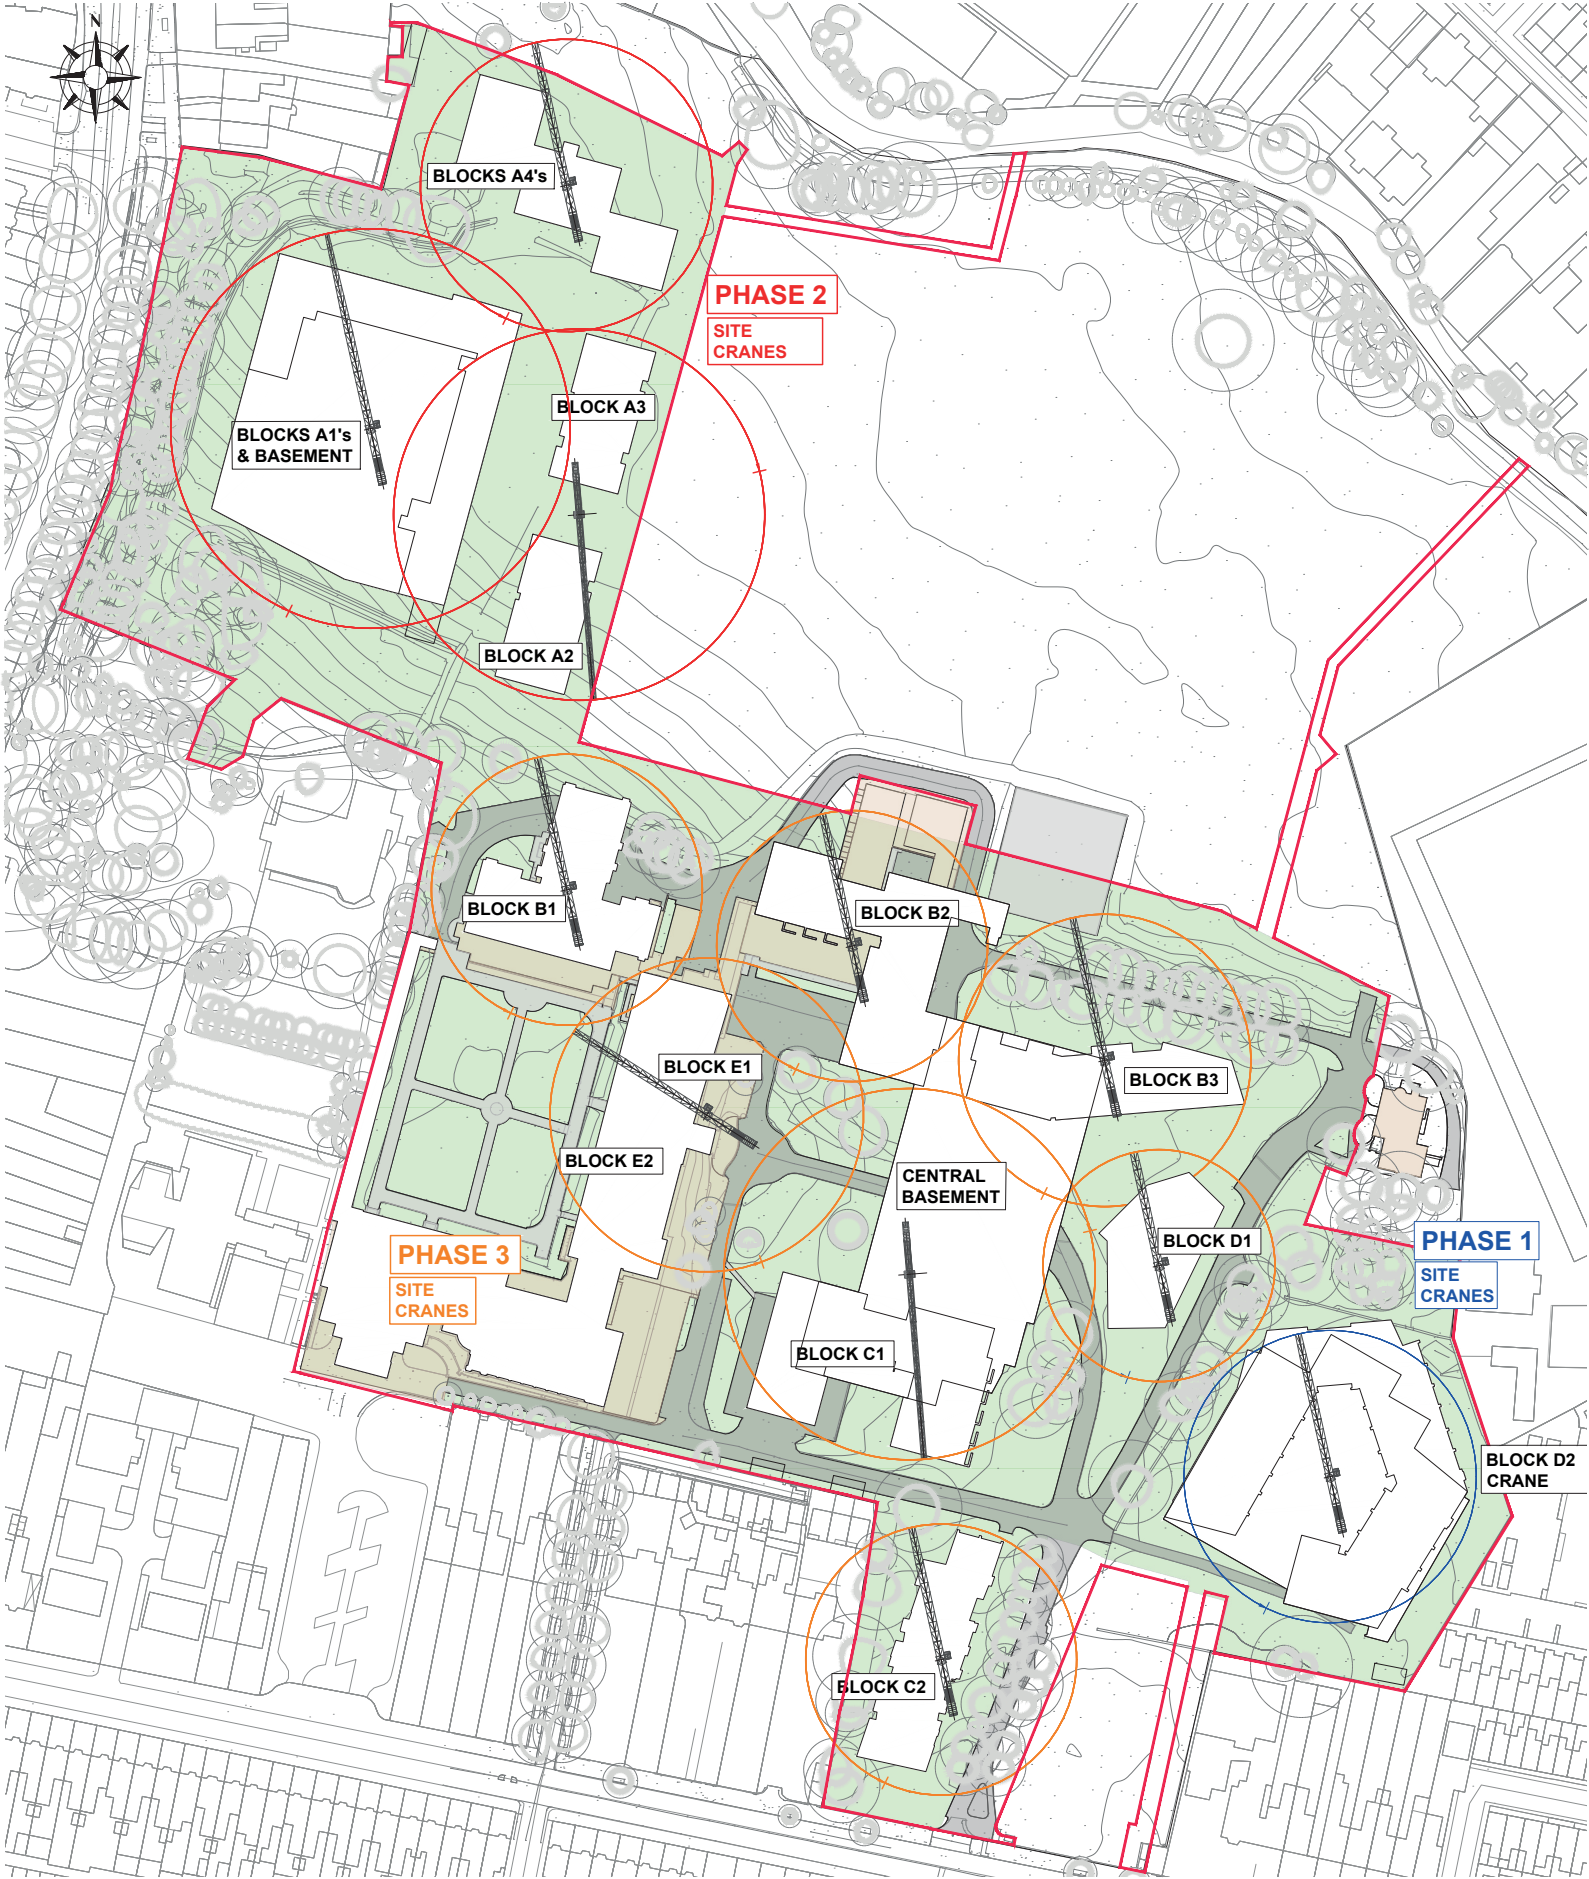 N
BLOCKS A4's
PHASE 2
SITE
CRANES
BLOCK A3
BLOCKS A1's
& BASEMENT
BLOCK A2
BLOCK B1
BLOCK B2
BLOCK E1
BLOCK B3
BLOCK E2
CENTRAL
BASEMENT
PHASE 3
SITE
CRANES
BLOCK D1
PHASE 1
SITE
CRANES
BLOCK C1
BLOCK D2
CRANE
BLOCK C2